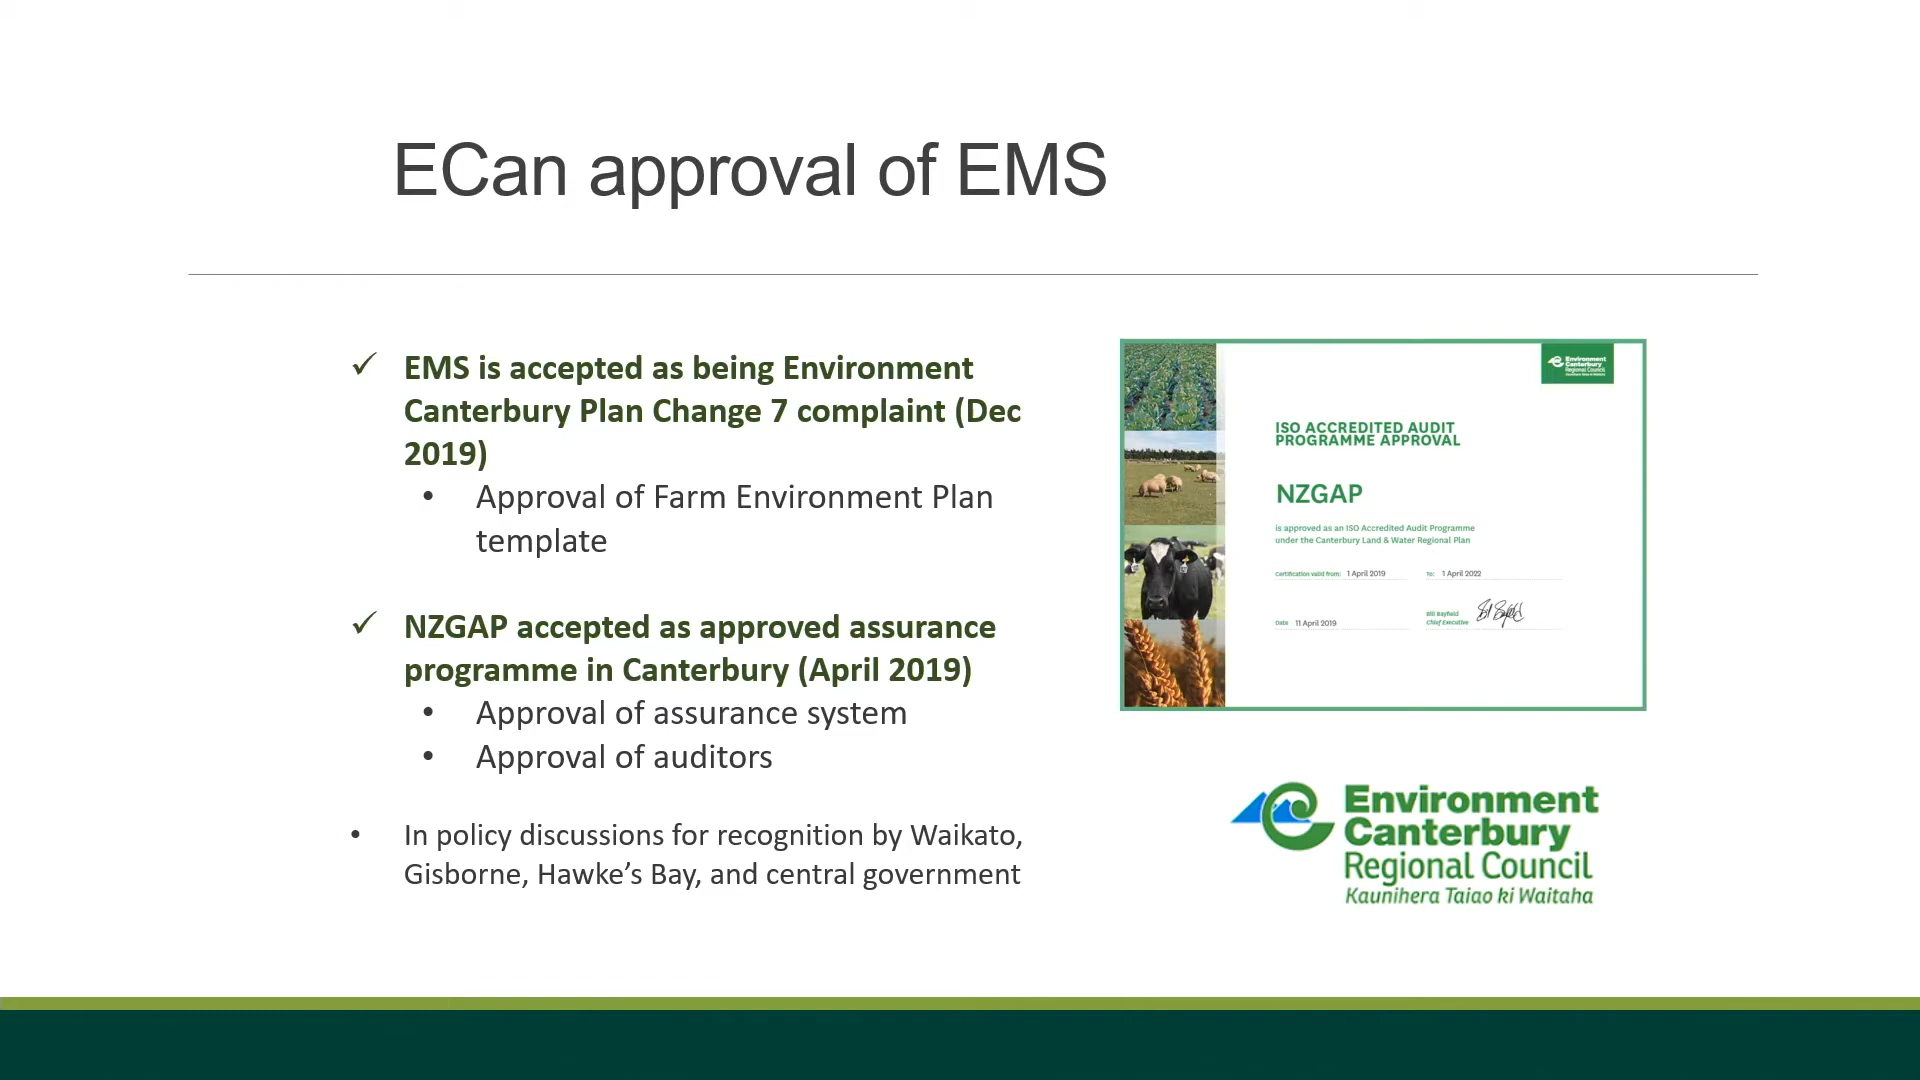 ECan approval of EMS
✓ EMS is accepted as being Environment
Canterbury Plan Change 7 complaint (Dec
2019)
• Approval of Farm Environment Plan
template
✓ NZGAP accepted as approved assurance
programme in Canterbury (April 2019)
• Approval of assurance system
• Approval of auditors
• In policy discussions for recognition by Waikato,
Gisborne, Hawke’s Bay, and central government
Environment
Canterbury
Regional Council
ISO ACCREDITED AUDIT
PROGRAMME APPROVAL
NZGAP
is approved as an ISO Accredited Audit Programme
under the Canterbury Land & Water Regional Plan
Certification valid from: 1 April 2019 To: 1 April 2022
Bill Bayfield
Date 11 April 2019 Chief Executive
Environment
Canterbury
Regional Council
Kaunihera Taiao ki Waitaha